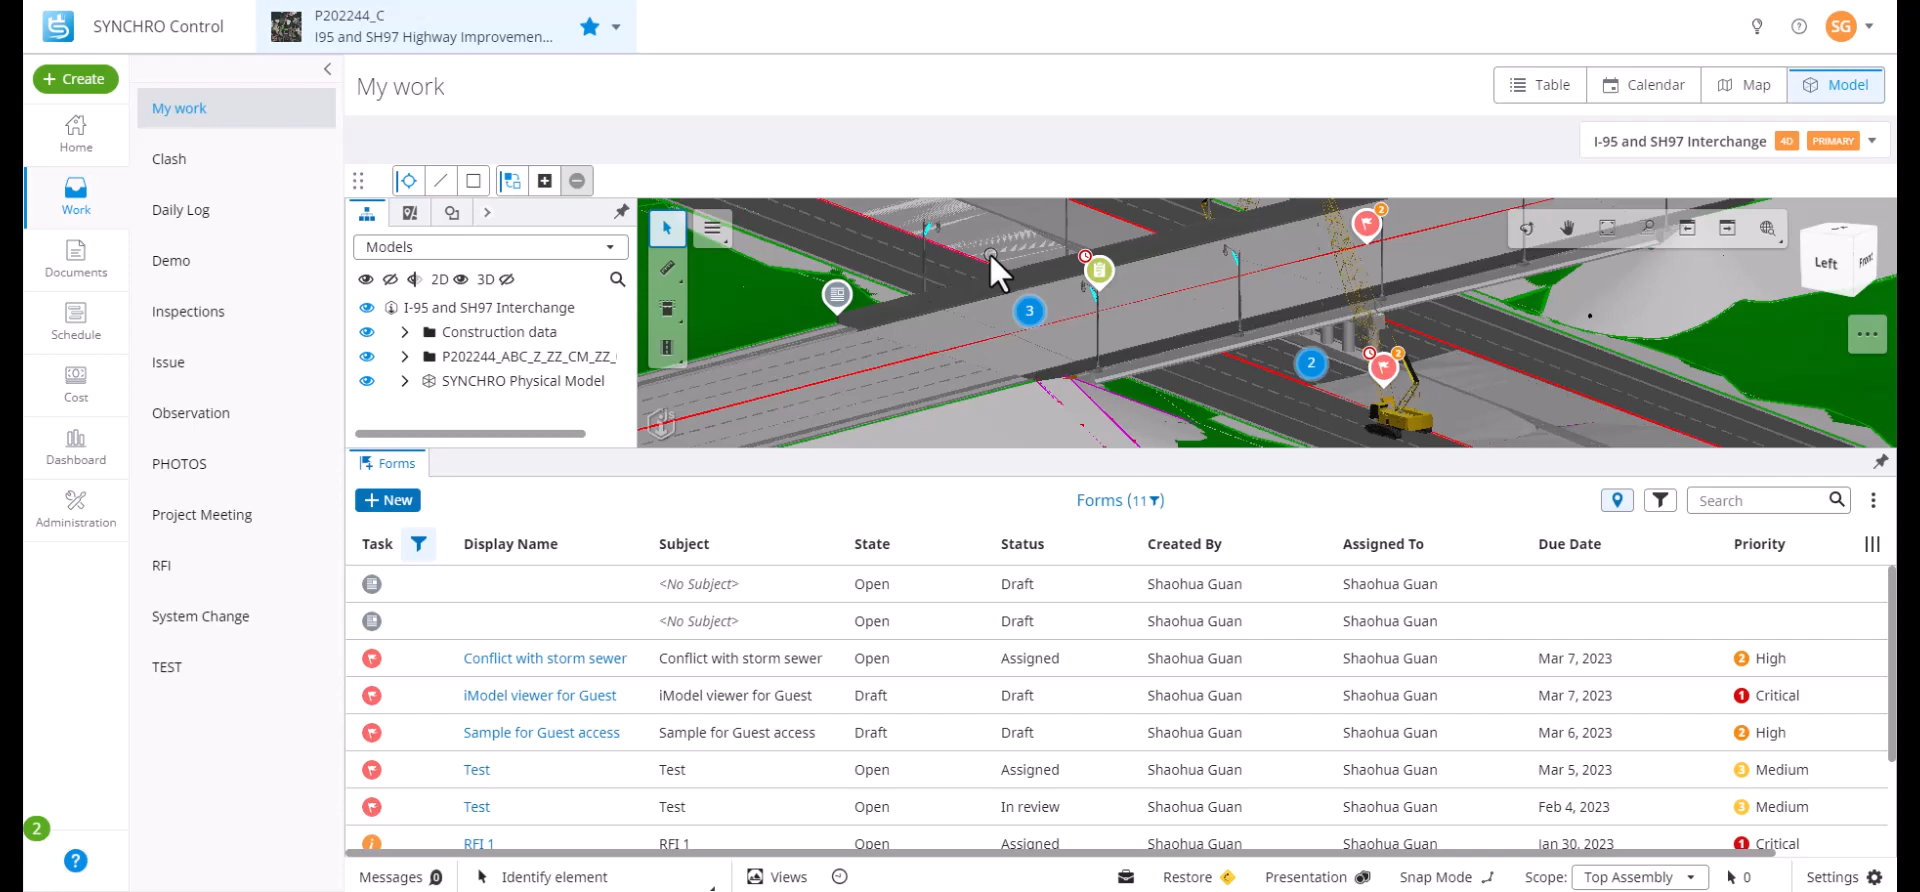 SYNCHRO Control
P202244_C
I95 and SH97 Highway Improvemen...
SG
Create
Home
Work
Documents
Schedule
Cost
Dashboard
Administration
2
?
My work
Clash
Daily Log
Demo
Inspections
Issue
Observation
PHOTOS
Project Meeting
RFI
System Change
TEST
My work
Table
Calendar
Map
Model
I-95 and SH97 Interchange 4D PRIMARY
Models
2D 3D
I-95 and SH97 Interchange
Construction data
P202244_ABC_Z_ZZ_CM_ZZ_
SYNCHRO Physical Model
2
3
2
2
Left
Front
Forms
New
Forms (11)
Search
Task Display Name Subject State Status Created By Assigned To Due Date Priority
<No Subject> Open Draft Shaohua Guan Shaohua Guan
<No Subject> Open Draft Shaohua Guan Shaohua Guan
Conflict with storm sewer Conflict with storm sewer Open Assigned Shaohua Guan Shaohua Guan Mar 7, 2023 2 High
iModel viewer for Guest iModel viewer for Guest Draft Draft Shaohua Guan Shaohua Guan Mar 7, 2023 1 Critical
Sample for Guest access Sample for Guest access Draft Draft Shaohua Guan Shaohua Guan Mar 6, 2023 2 High
Test Test Open Assigned Shaohua Guan Shaohua Guan Mar 5, 2023 3 Medium
Test Test Open In review Shaohua Guan Shaohua Guan Feb 4, 2023 3 Medium
RFI 1 RFI 1 Open Assigned Shaohua Guan Shaohua Guan Jan 30, 2023 1 Critical
Messages 0 Identify element Views Restore Presentation Snap Mode Scope: Top Assembly 0 Settings